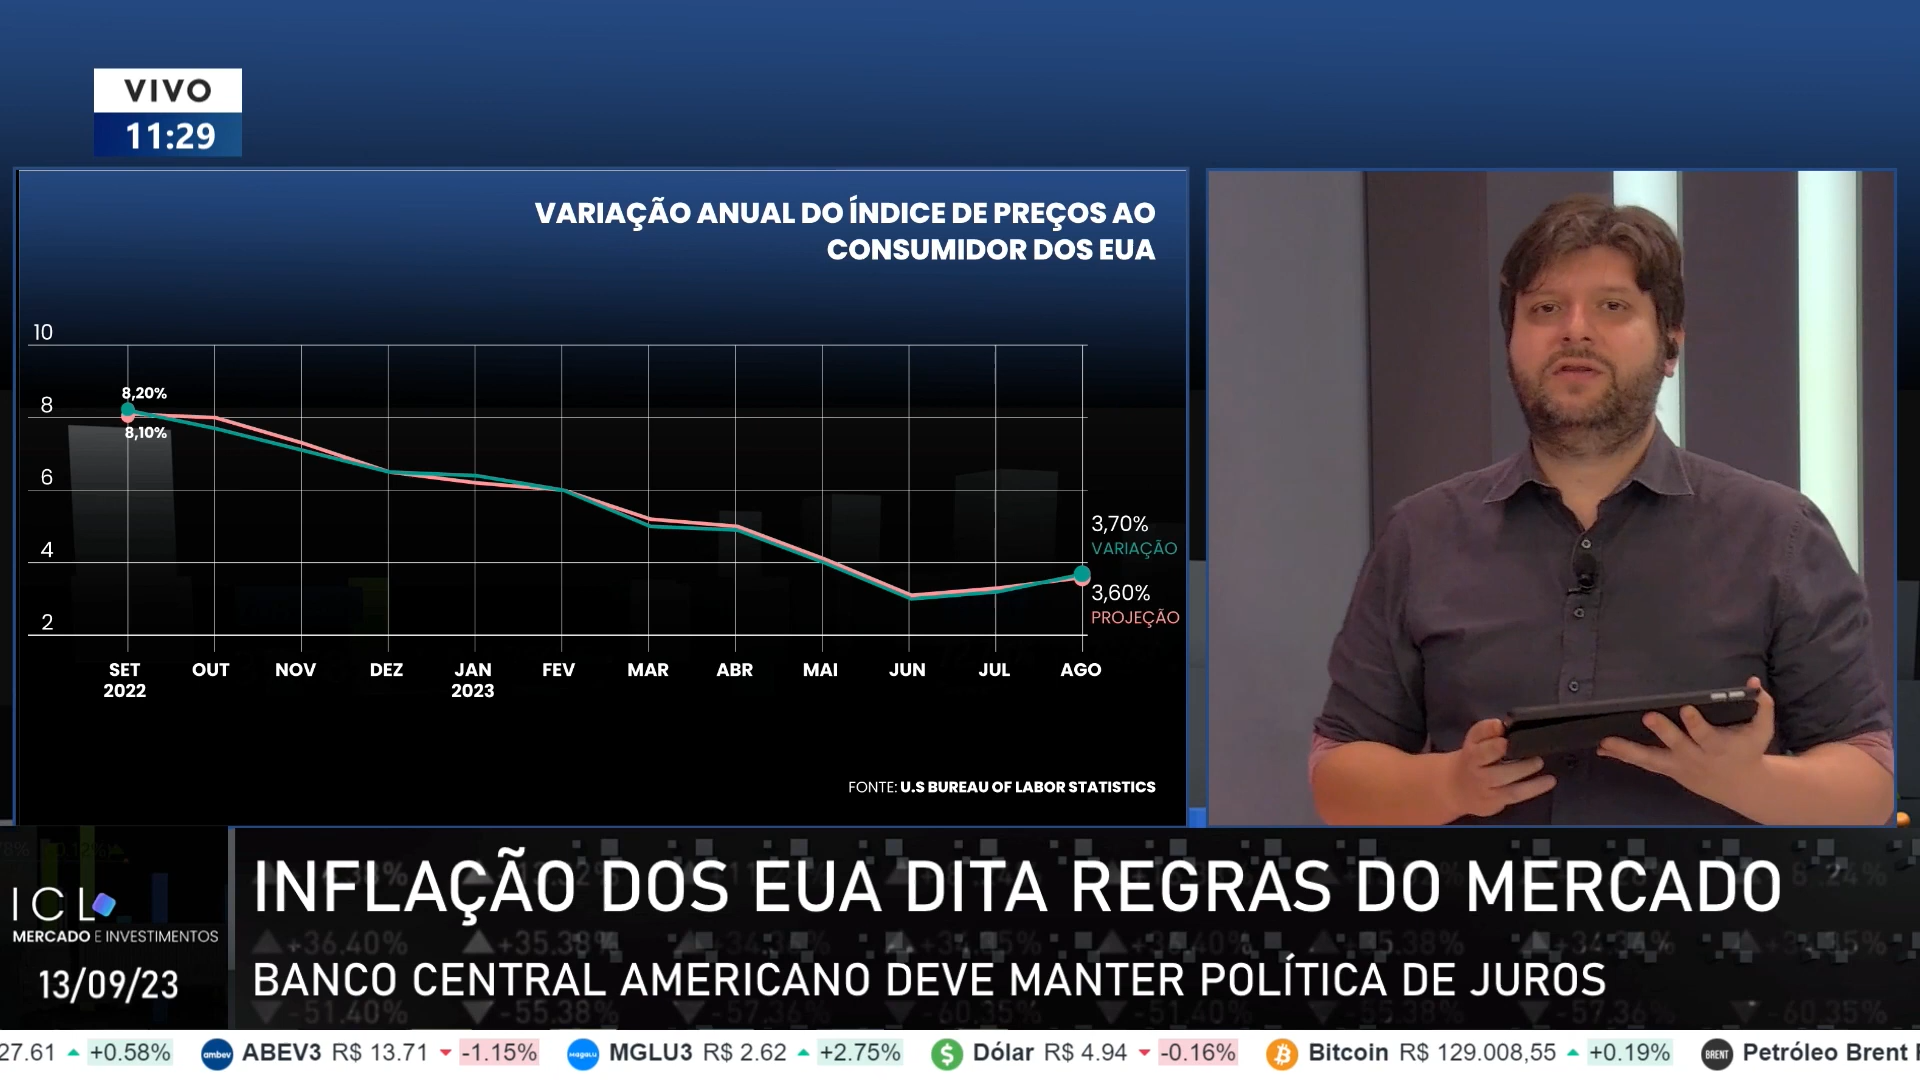 VIVO
11:29
VARIAÇÃO ANUAL DO ÍNDICE DE PREÇOS AO
CONSUMIDOR DOS EUA
10
8
6
4
2
8,20%
8,10%
3,70%
VARIAÇÃO
3,60%
PROJEÇÃO
SET OUT NOV DEZ JAN FEV MAR ABR MAI JUN JUL AGO
2022 2023
FONTE: U.S BUREAU OF LABOR STATISTICS
INFLAÇÃO DOS EUA DITA REGRAS DO MERCADO
BANCO CENTRAL AMERICANO DEVE MANTER POLÍTICA DE JUROS
ICL
MERCADO E INVESTIMENTOS
13/09/23
27.61 +0.58% ambev ABEV3 R$ 13.71 -1.15% magalu MGLU3 R$ 2.62 +2.75% $ Dólar R$ 4.94 -0.16% Bitcoin R$ 129.008,55 +0.19% BRENT Petróleo Brent